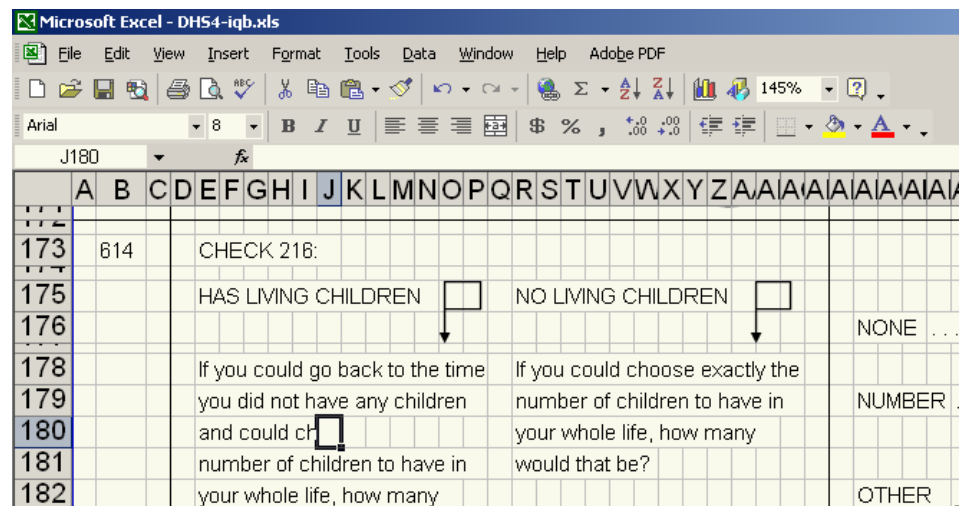 Microsoft Excel - DHS4-iqb.xls
File Edit View Insert Format Tools Data Window Help Adobe PDF
ABC Σ A Z Z A 145% ?
Arial 8 B I U $ % , .00 A
J180 fx
A B C D E F G H I J K L M N O P Q R S T U V W X Y Z
173 614 CHECK 216:
175 HAS LIVING CHILDREN NO LIVING CHILDREN
176 NONE . . .
178 If you could go back to the time If you could choose exactly the
179 you did not have any children number of children to have in NUMBER .
180 and could ch your whole life, how many
181 number of children to have in would that be?
182 your whole life, how many OTHER